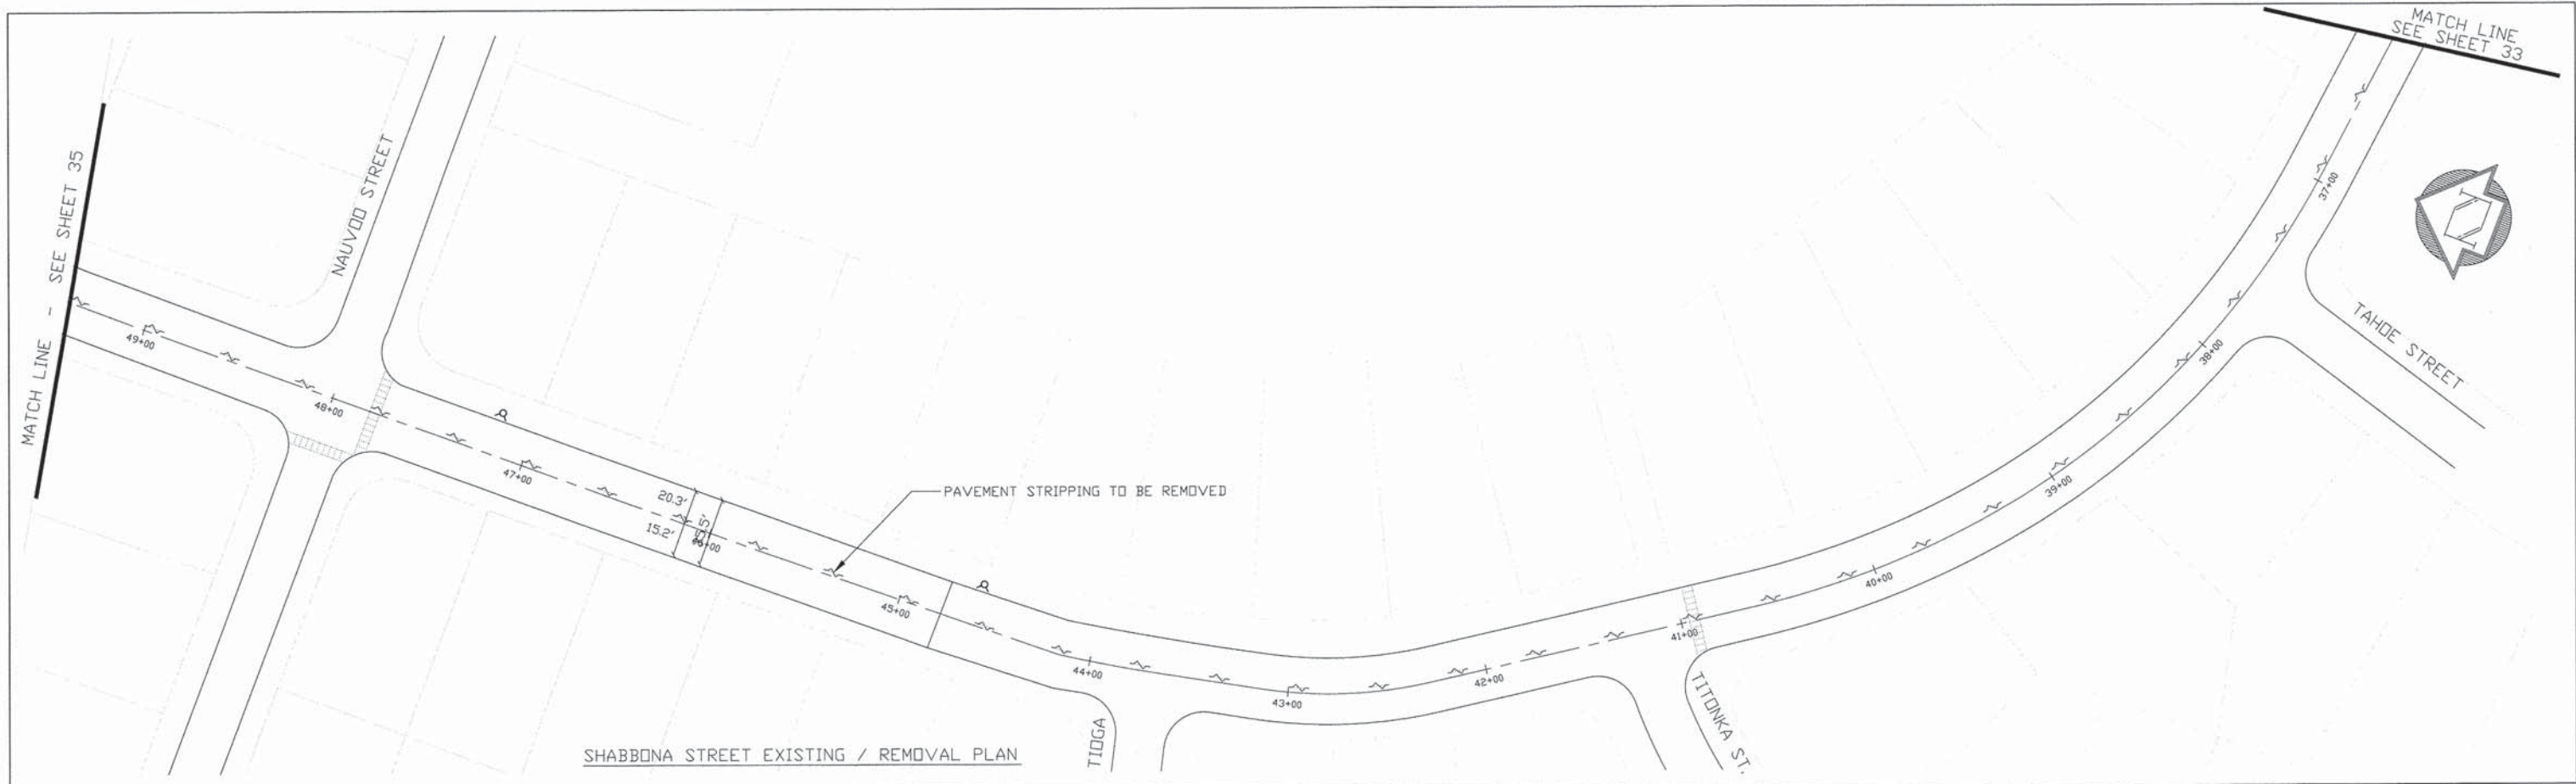 MATCH LINE
SEE SHEET 33
MATCH LINE - SEE SHEET 35
NAUVOO STREET
37+00
TAHOE STREET
38+00
49+00
48+00
47+00
39+00
20.3'
15.2'
46+00
PAVEMENT STRIPPING TO BE REMOVED
45+00
40+00
41+00
44+00
42+00
43+00
TIOGA
TITONKA ST.
SHABBONA STREET EXISTING / REMOVAL PLAN